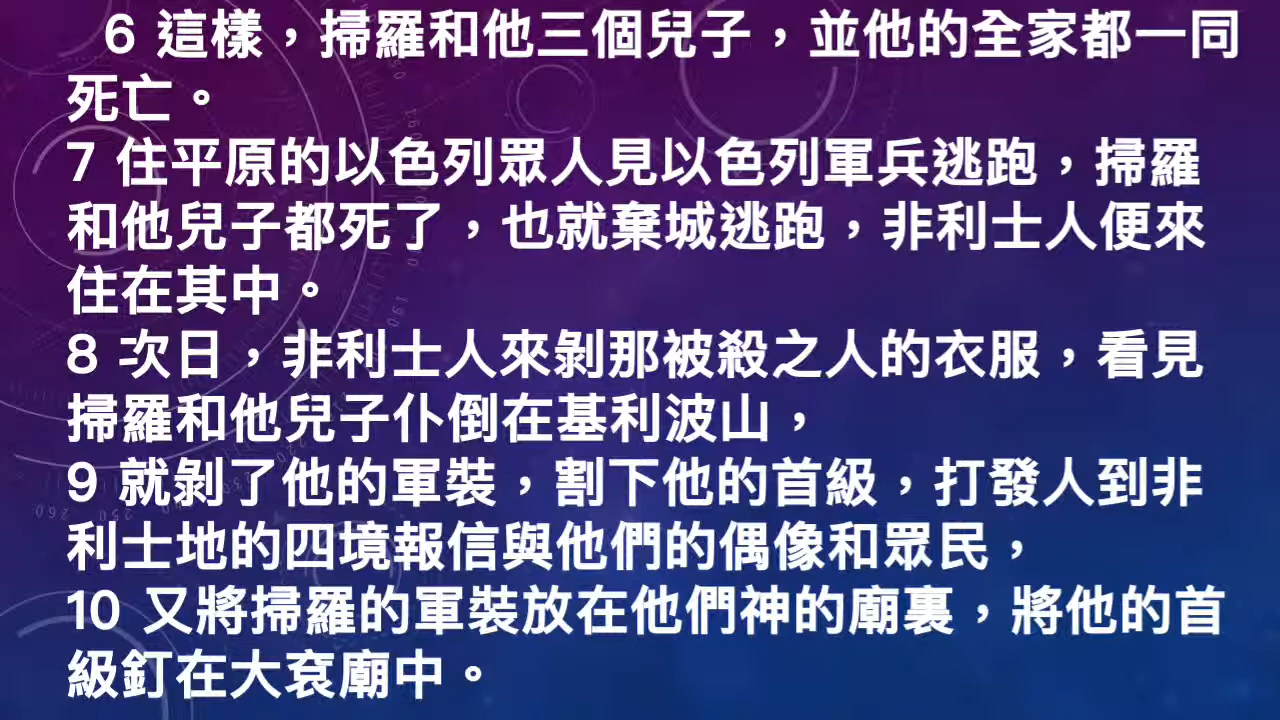 6 這樣，掃羅和他三個兒子，並他的全家都一同
死亡。
7 住平原的以色列眾人見以色列軍兵逃跑，掃羅
和他兒子都死了，也就棄城逃跑，非利士人便來
住在其中。
8 次日，非利士人來剝那被殺之人的衣服，看見
掃羅和他兒子仆倒在基利波山，
9 就剝了他的軍裝，割下他的首級，打發人到非
利士地的四境報信與他們的偶像和眾民，
10 又將掃羅的軍裝放在他們神的廟裏，將他的首
級釘在大袞廟中。